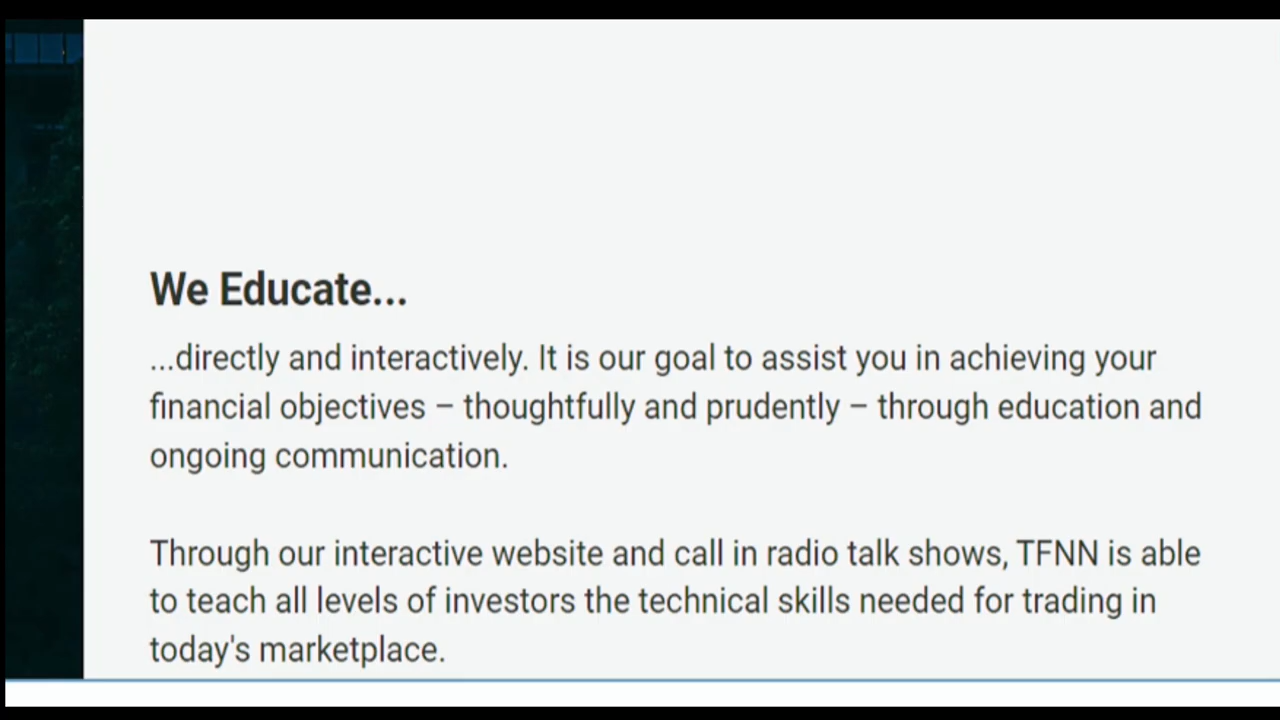 We Educate...
...directly and interactively. It is our goal to assist you in achieving your
financial objectives – thoughtfully and prudently – through education and
ongoing communication.
Through our interactive website and call in radio talk shows, TFNN is able
to teach all levels of investors the technical skills needed for trading in
today's marketplace.